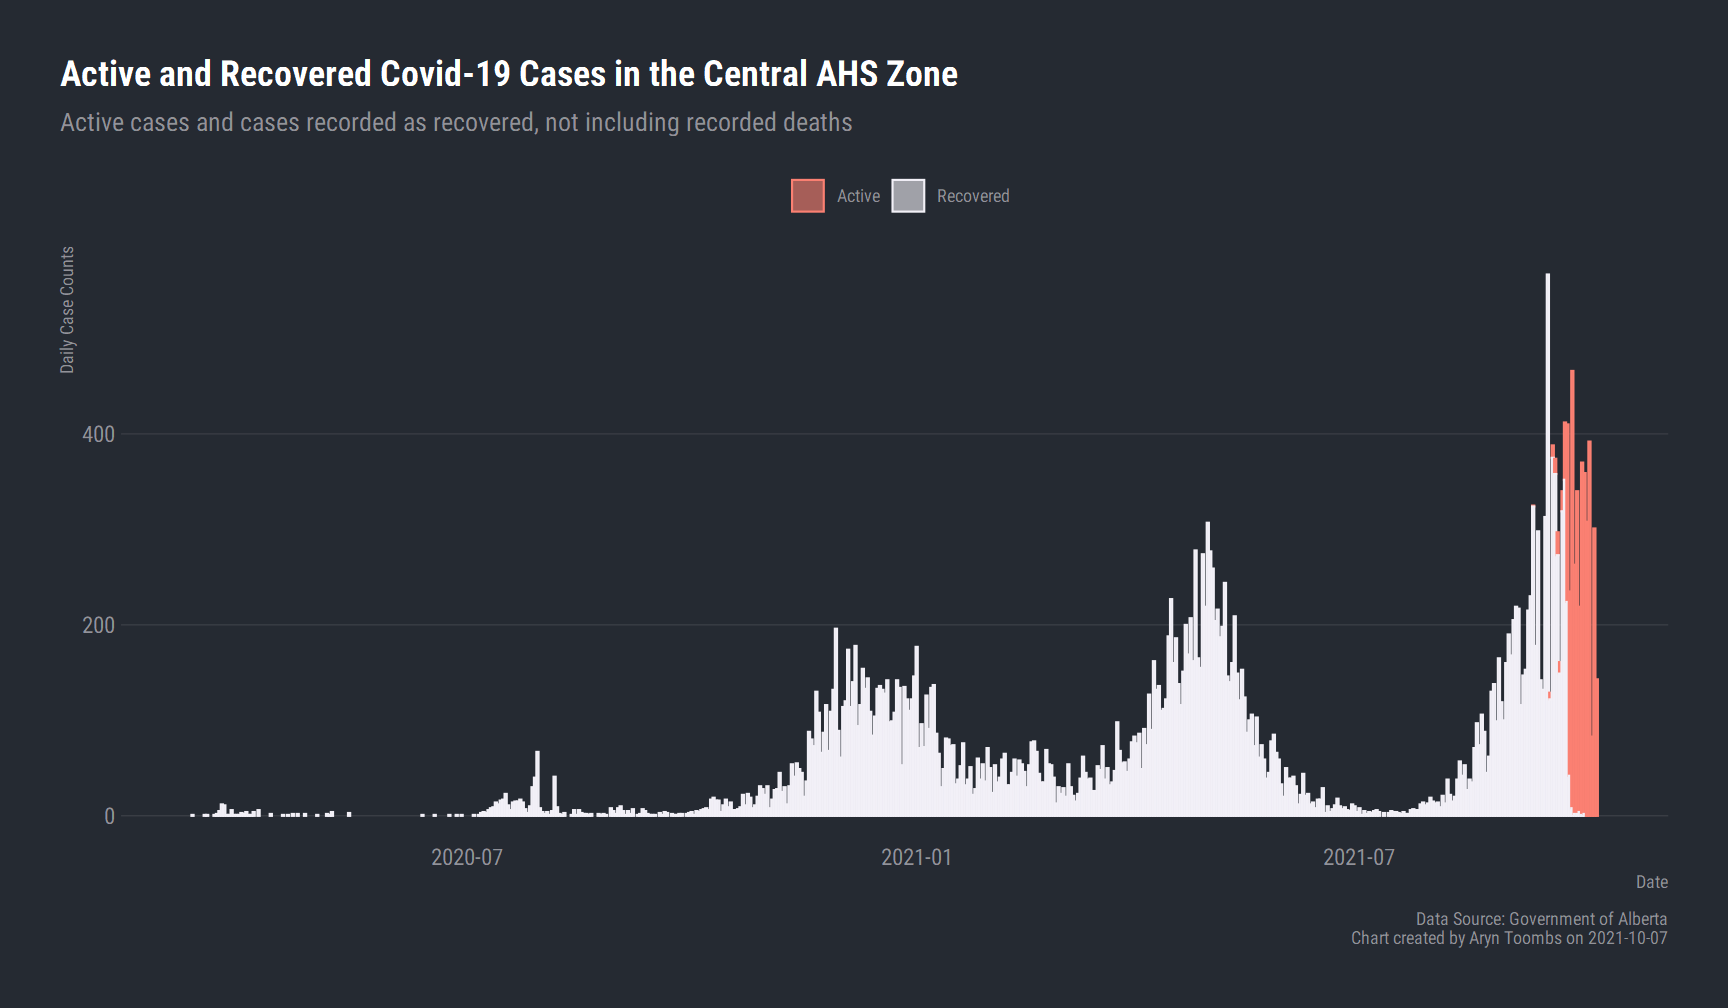 Active and Recovered Covid-19 Cases in the Central AHS Zone
Active cases and cases recorded as recovered, not including recorded deaths
Active
Recovered
Daily Case Counts
400
200
0
2020-07
2021-01
2021-07
Date
Data Source: Government of Alberta
Chart created by Aryn Toombs on 2021-10-07